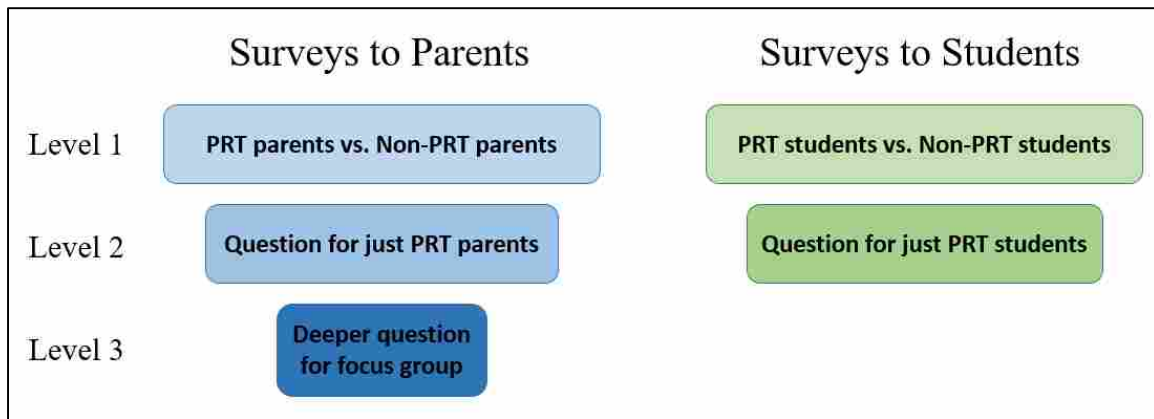 Surveys to Parents
Surveys to Students
Level 1
PRT parents vs. Non-PRT parents
PRT students vs. Non-PRT students
Level 2
Question for just PRT parents
Question for just PRT students
Level 3
Deeper question
for focus group